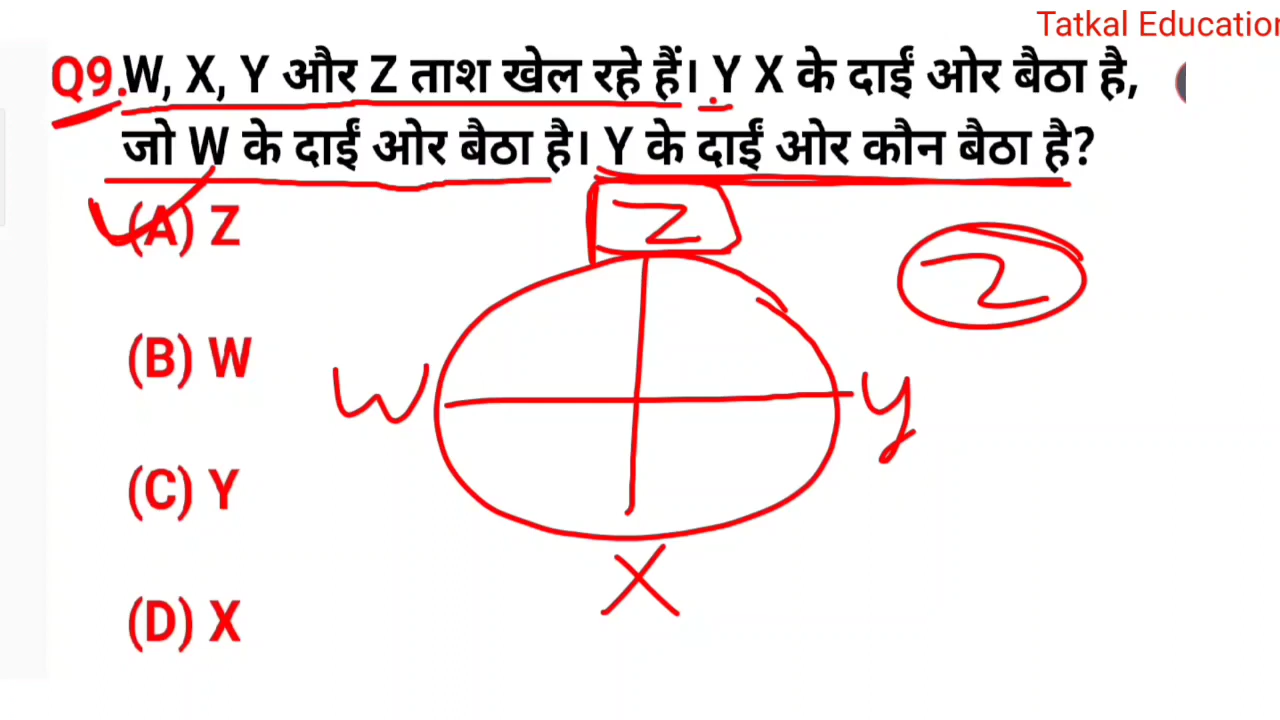 Tatkal Education
Q9.W, X, Y और Z ताश खेल रहे हैं। Y X के दाईं ओर बैठा है,
जो W के दाईं ओर बैठा है। Y के दाईं ओर कौन बैठा है?
(A) Z
Z
Z
(B) W
W
Y
(C) Y
X
(D) X